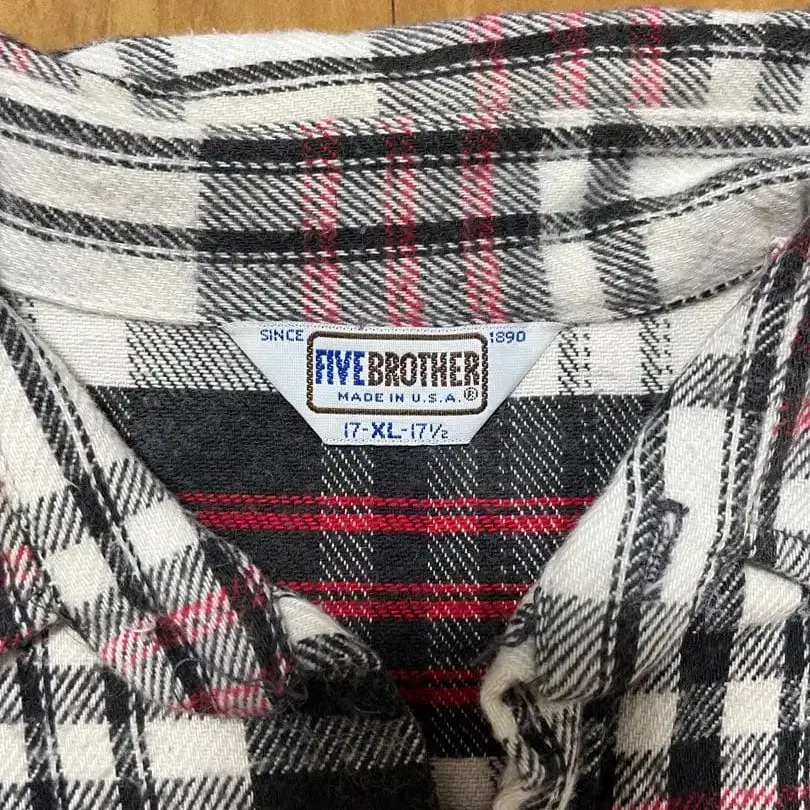 SINCE 1890
FIVE BROTHER
MADE IN U.S.A.®
17-XL-17½